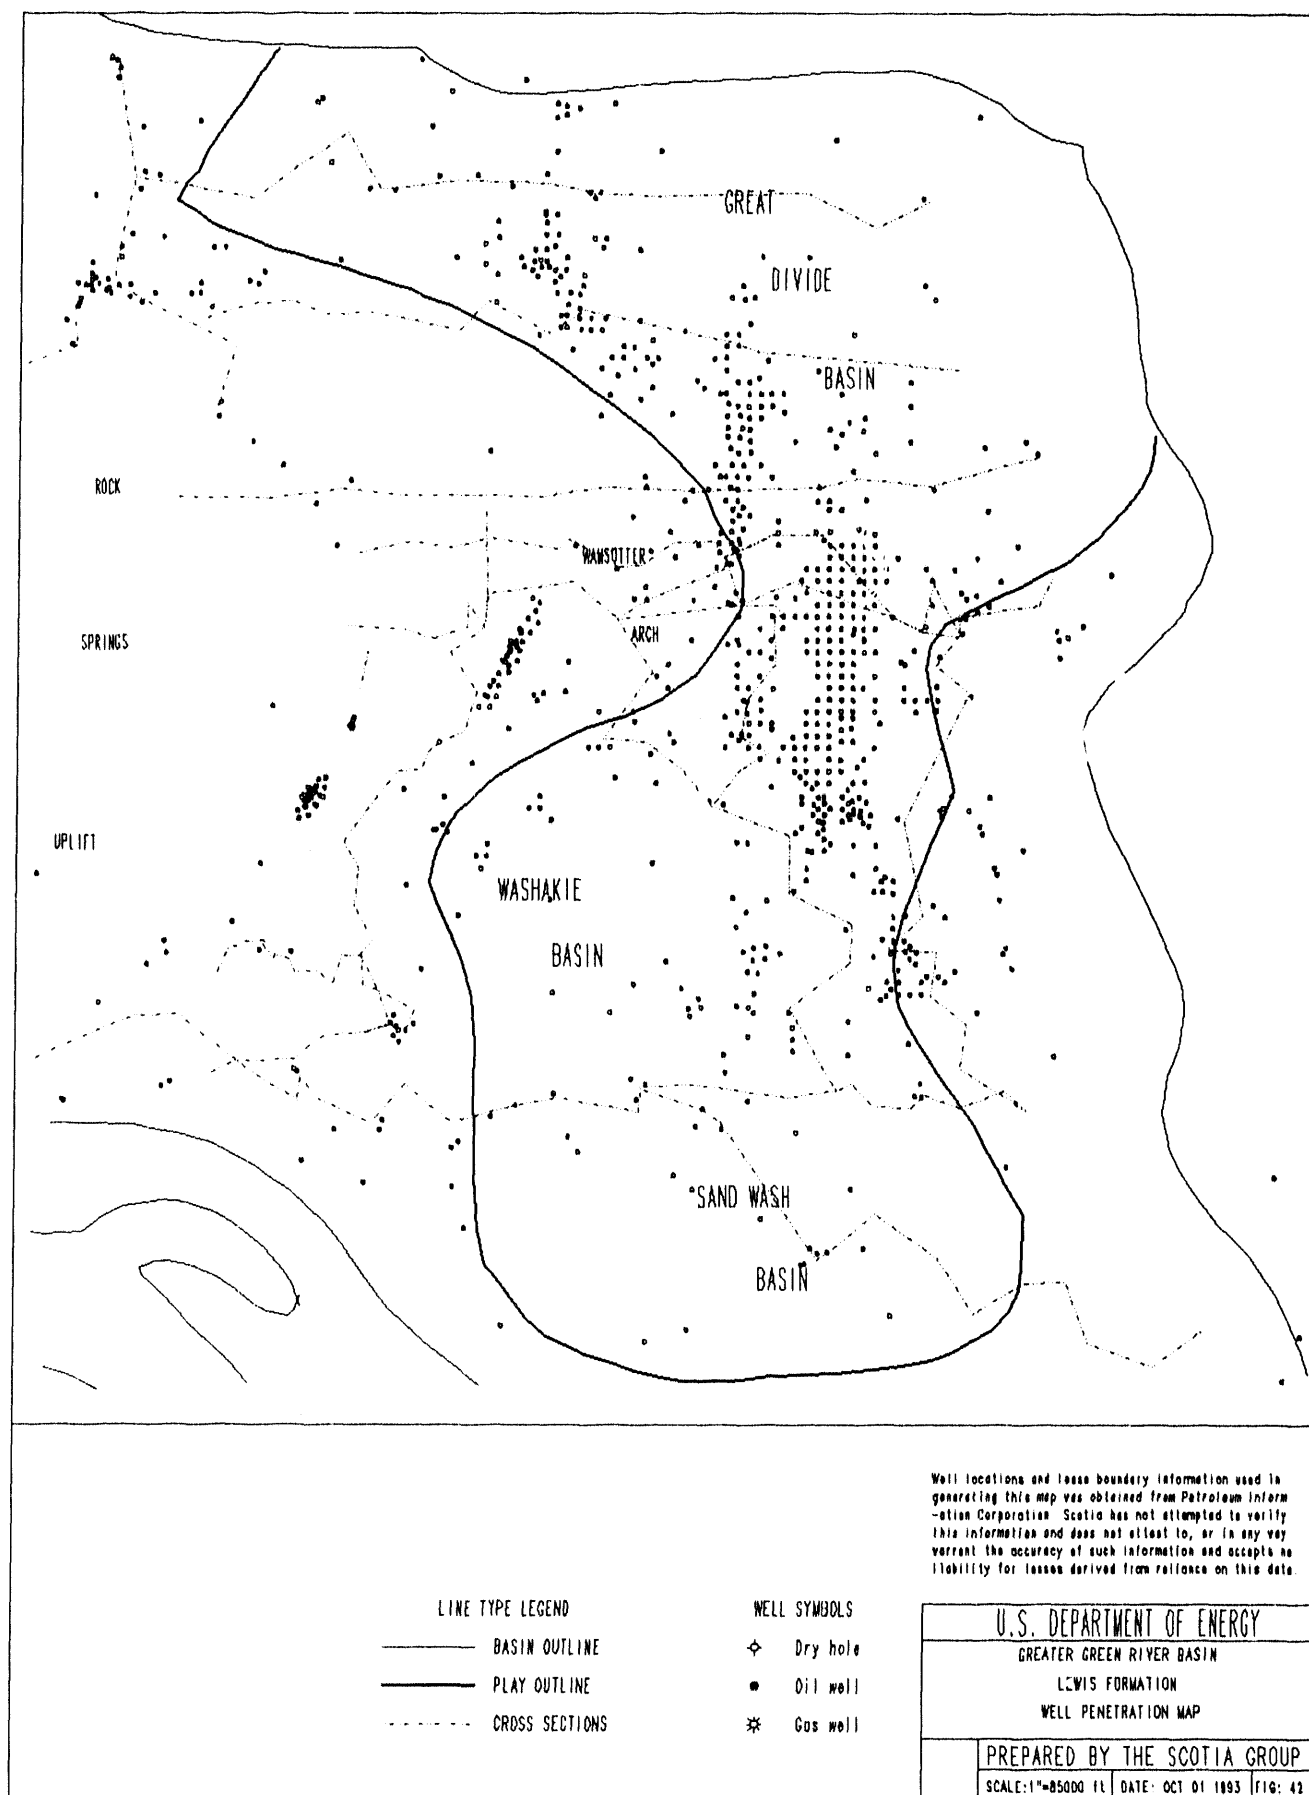 GREAT
DIVIDE
BASIN
ROCK
WAMSUTTER
ARCH
SPRINGS
UPLIFT
WASHAKIE
BASIN
SAND WASH
BASIN
Well locations and lease boundary information used in
generating this map was obtained from Petroleum Inform
-ation Corporation Scotia has not attempted to verify
this information and does not attest to, or in any way
warrant the accuracy of such information and accepts no
liability for losses derived from reliance on this data.
LINE TYPE LEGEND
BASIN OUTLINE
PLAY OUTLINE
CROSS SECTIONS
WELL SYMBOLS
Dry hole
Oil well
Gas well
U.S. DEPARTMENT OF ENERGY
GREATER GREEN RIVER BASIN
LEWIS FORMATION
WELL PENETRATION MAP
PREPARED BY THE SCOTIA GROUP
SCALE:1"=85000 ft DATE: OCT 01 1993 FIG: 42